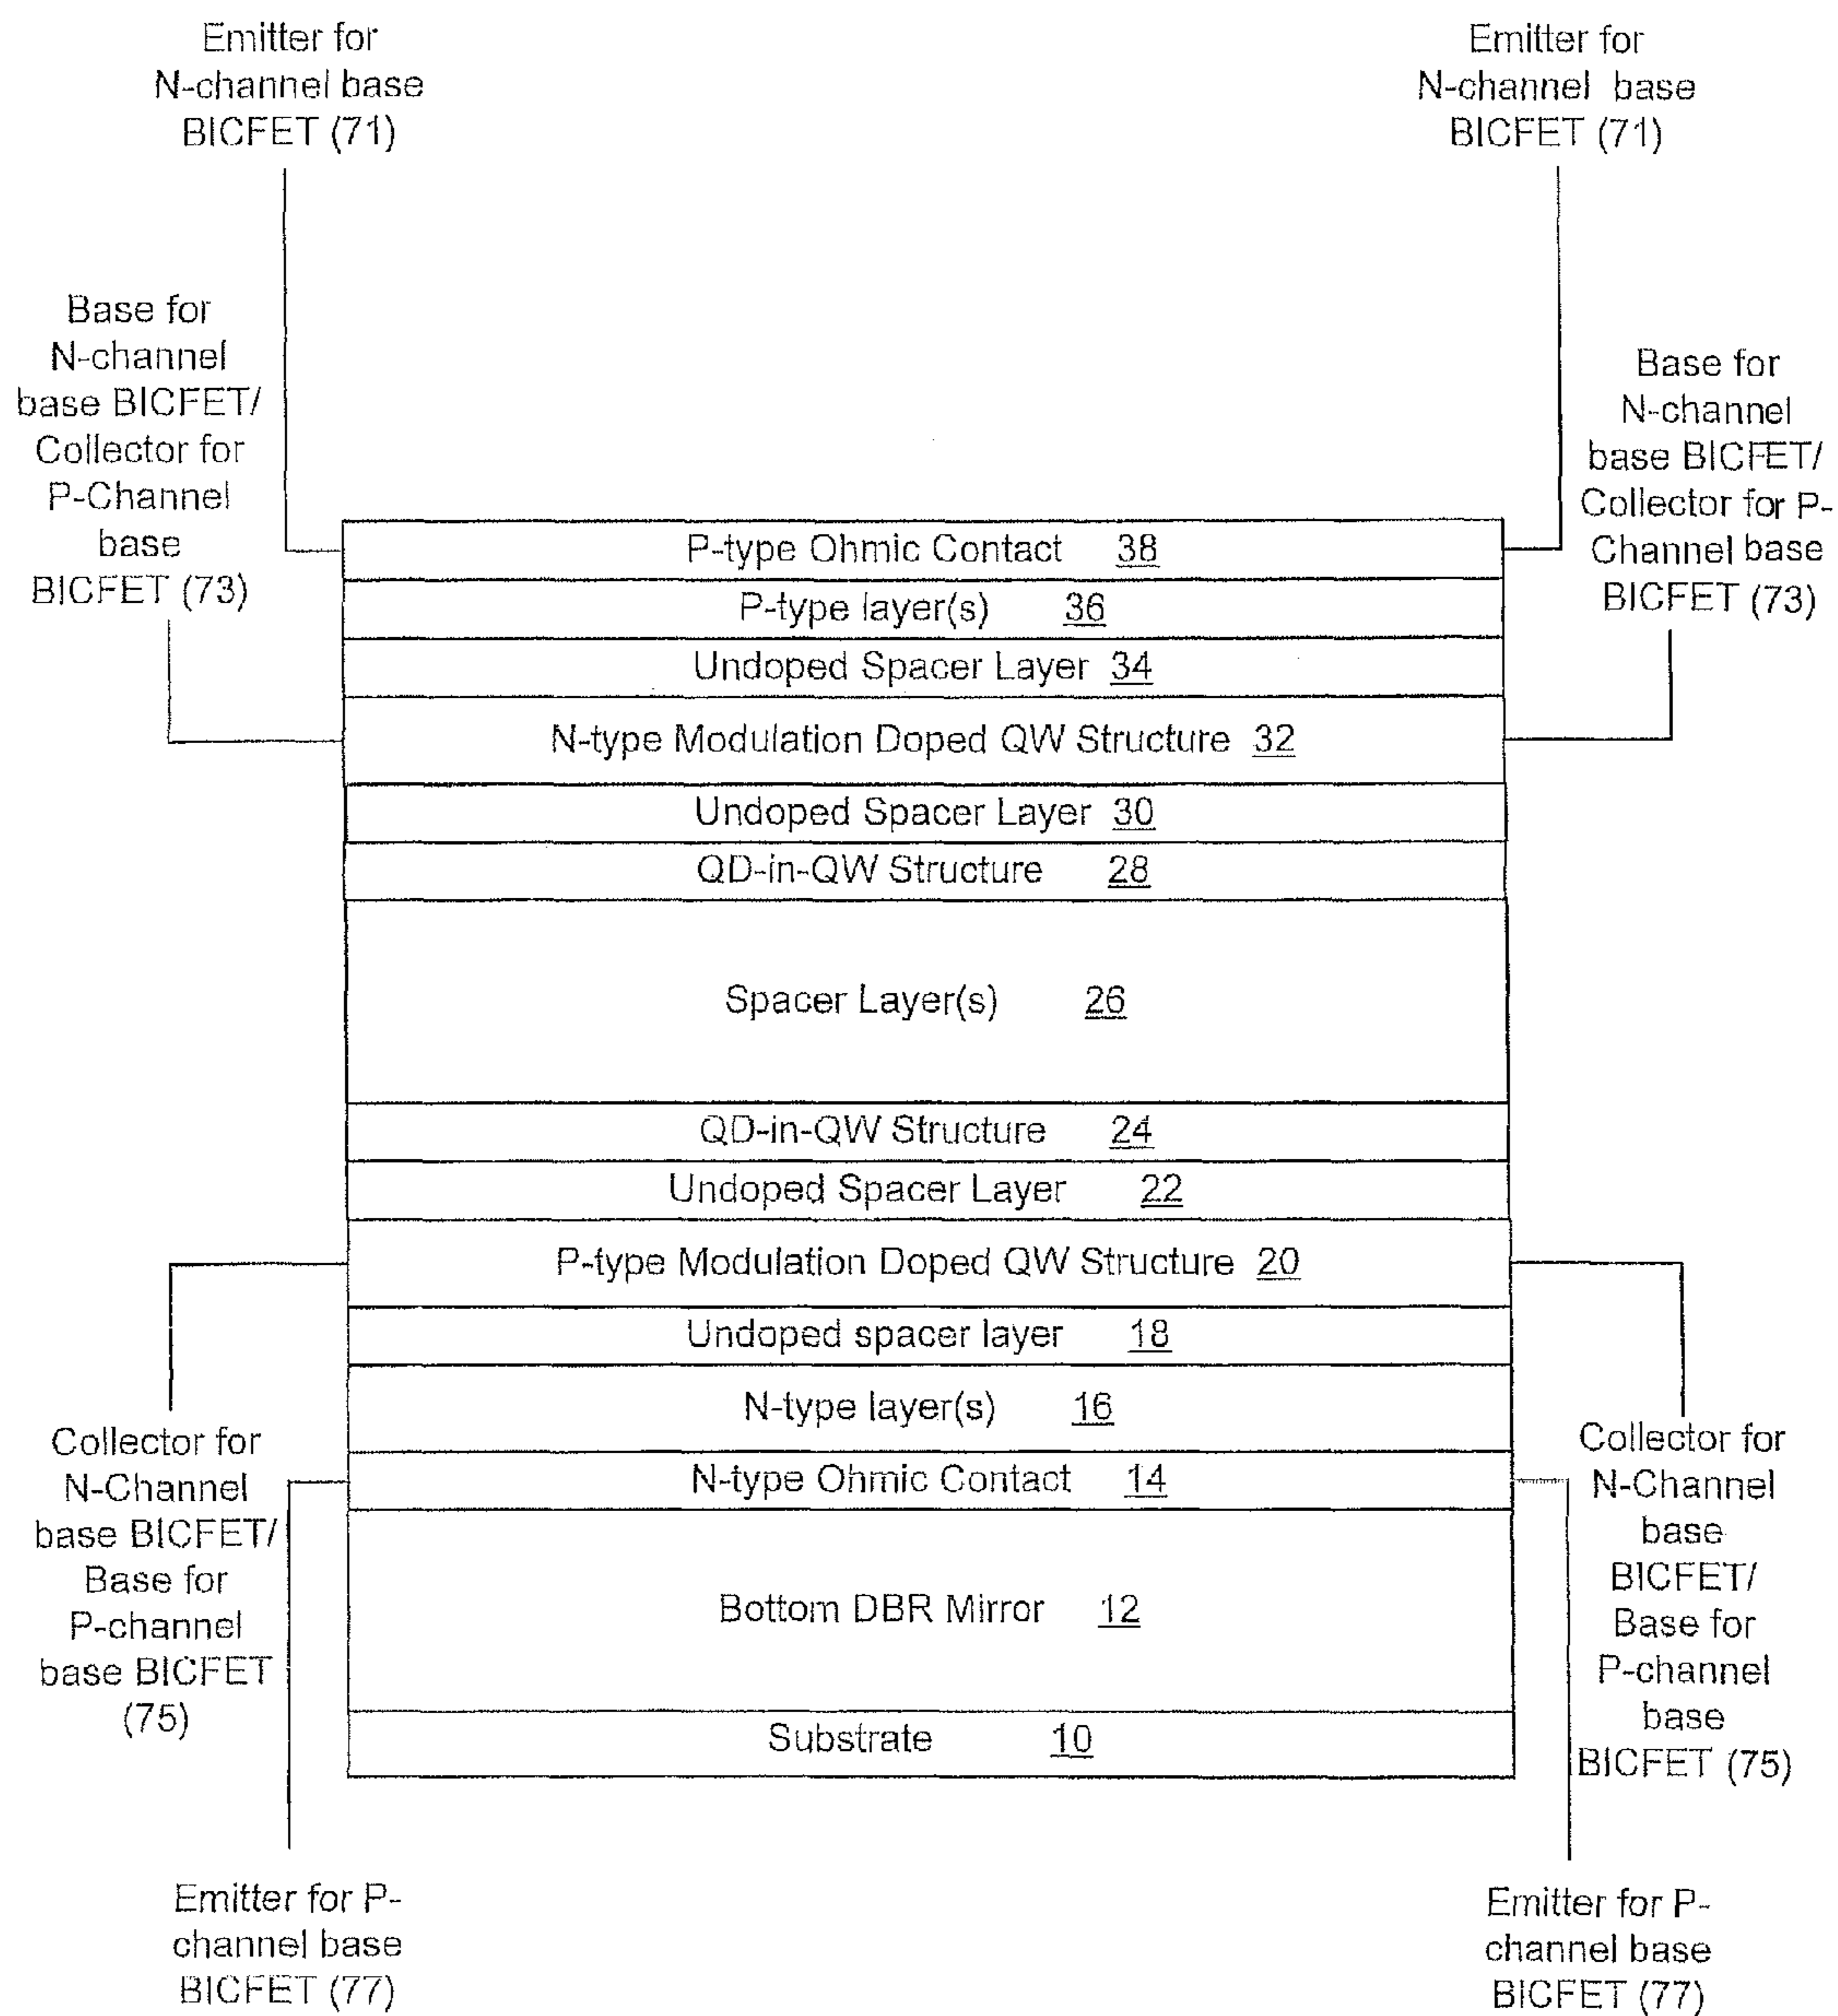 Emitter for
N-channel base
BICFET (71)
Emitter for
N-channel base
BICFET (71)
Base for
N-channel
base BICFET/
Collector for
P-Channel
base
BICFET (73)
Base for
N-channel
base BICFET/
Collector for P-
Channel base
BICFET (73)
P-type Ohmic Contact 38
P-type layer(s) 36
Undoped Spacer Layer 34
N-type Modulation Doped QW Structure 32
Undoped Spacer Layer 30
QD-in-QW Structure 28
Spacer Layer(s) 26
QD-in-QW Structure 24
Undoped Spacer Layer 22
P-type Modulation Doped QW Structure 20
Undoped spacer layer 18
N-type layer(s) 16
N-type Ohmic Contact 14
Bottom DBR Mirror 12
Substrate 10
Collector for
N-Channel
base BICFET/
Base for
P-channel
base BICFET
(75)
Collector for
N-Channel
base
BICFET/
Base for
P-channel
base
BICFET (75)
Emitter for P-
channel base
BICFET (77)
Emitter for P-
channel base
BICFET (77)